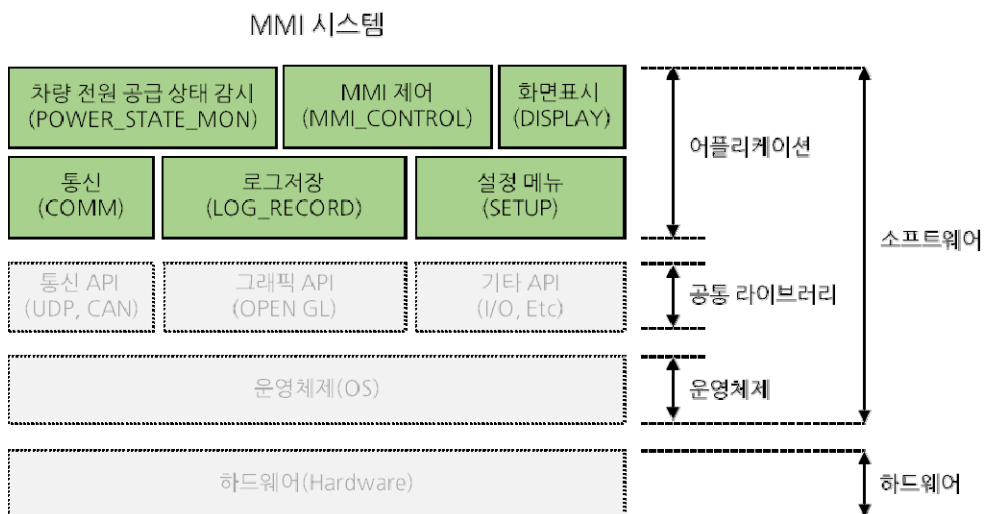 MMI 시스템
차량 전원 공급 상태 감시
(POWER_STATE_MON)
MMI 제어
(MMI_CONTROL)
화면표시
(DISPLAY)
어플리케이션
통신
(COMM)
로그저장
(LOG_RECORD)
설정 메뉴
(SETUP)
소프트웨어
통신 API
(UDP, CAN)
그래픽 API
(OPEN GL)
기타 API
(I/O, Etc)
공통 라이브러리
운영체제(OS)
운영체제
하드웨어(Hardware)
하드웨어